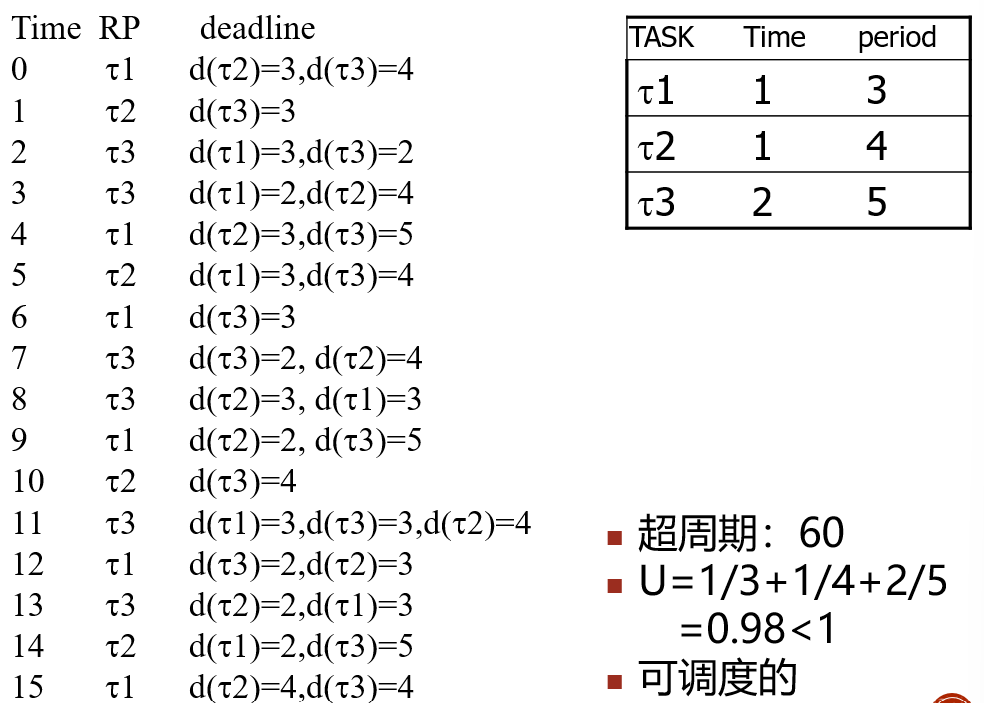 Time RP deadline
0 τ1 d(τ2)=3,d(τ3)=4
1 τ2 d(τ3)=3
2 τ3 d(τ1)=3,d(τ3)=2
3 τ3 d(τ1)=2,d(τ2)=4
4 τ1 d(τ2)=3,d(τ3)=5
5 τ2 d(τ1)=3,d(τ3)=4
6 τ1 d(τ3)=3
7 τ3 d(τ3)=2, d(τ2)=4
8 τ3 d(τ2)=3, d(τ1)=3
9 τ1 d(τ2)=2, d(τ3)=5
10 τ2 d(τ3)=4
11 τ3 d(τ1)=3,d(τ3)=3,d(τ2)=4
12 τ1 d(τ3)=2,d(τ2)=3
13 τ3 d(τ2)=2,d(τ1)=3
14 τ2 d(τ1)=2,d(τ3)=5
15 τ1 d(τ2)=4,d(τ3)=4
TASK Time period
τ1 1 3
τ2 1 4
τ3 2 5
▪ 超周期：60
▪ U=1/3+1/4+2/5
=0.98<1
▪ 可调度的